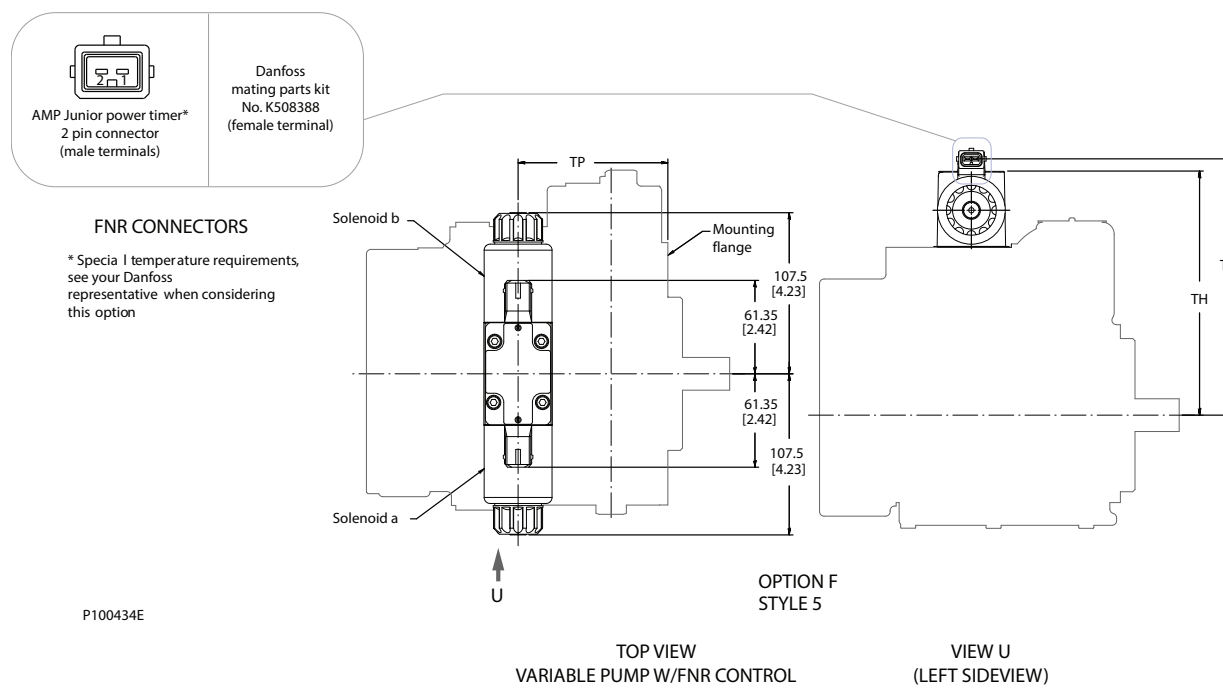 2 1
AMP Junior power timer*
2 pin connector
(male terminals)
Danfoss
mating parts kit
No. K508388
(female terminal)
FNR CONNECTORS
* Specia l temperature requirements,
see your Danfoss
representative when considering
this option
TP
Solenoid b
Mounting
flange
107.5
[4.23]
61.35
[2.42]
61.35
[2.42]
107.5
[4.23]
Solenoid a
U
TH
T
OPTION F
STYLE 5
P100434E
TOP VIEW
VARIABLE PUMP W/FNR CONTROL
VIEW U
(LEFT SIDEVIEW)